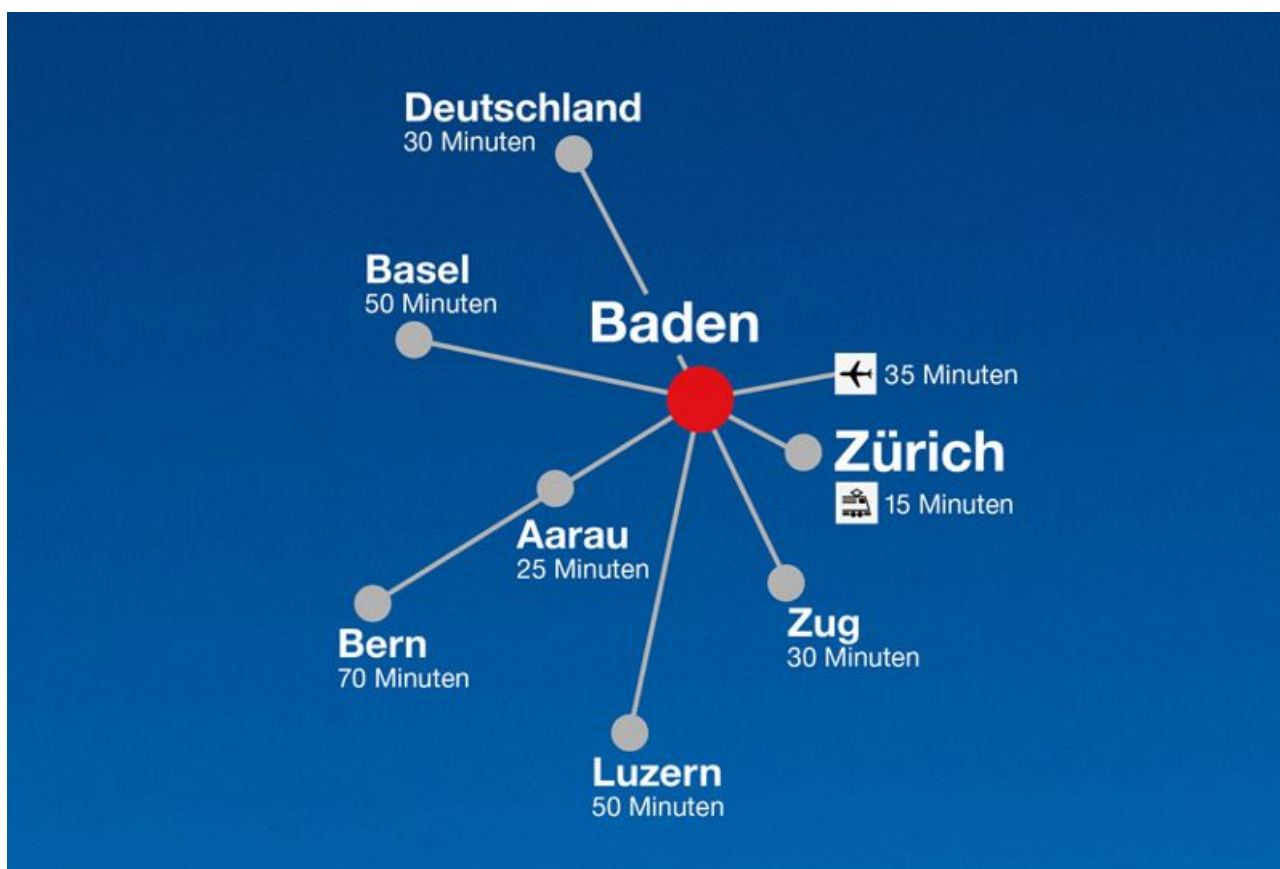 Deutschland
30 Minuten
Basel
50 Minuten
Baden
35 Minuten
Zürich
15 Minuten
Aarau
25 Minuten
Zug
30 Minuten
Bern
70 Minuten
Luzern
50 Minuten